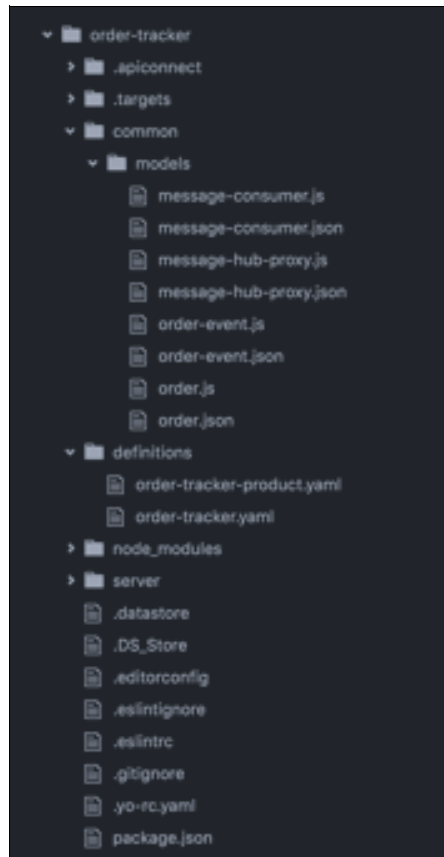 order-tracker
.apiconnect
.targets
common
models
message-consumer.js
message-consumer.json
message-hub-proxy.js
message-hub-proxy.json
order-event.js
order-event.json
order.js
order.json
definitions
order-tracker-product.yaml
order-tracker.yaml
node_modules
server
.datastore
.DS_Store
.editorconfig
.eslintignore
.eslintrc
.gitignore
.yo-rc.yaml
package.json